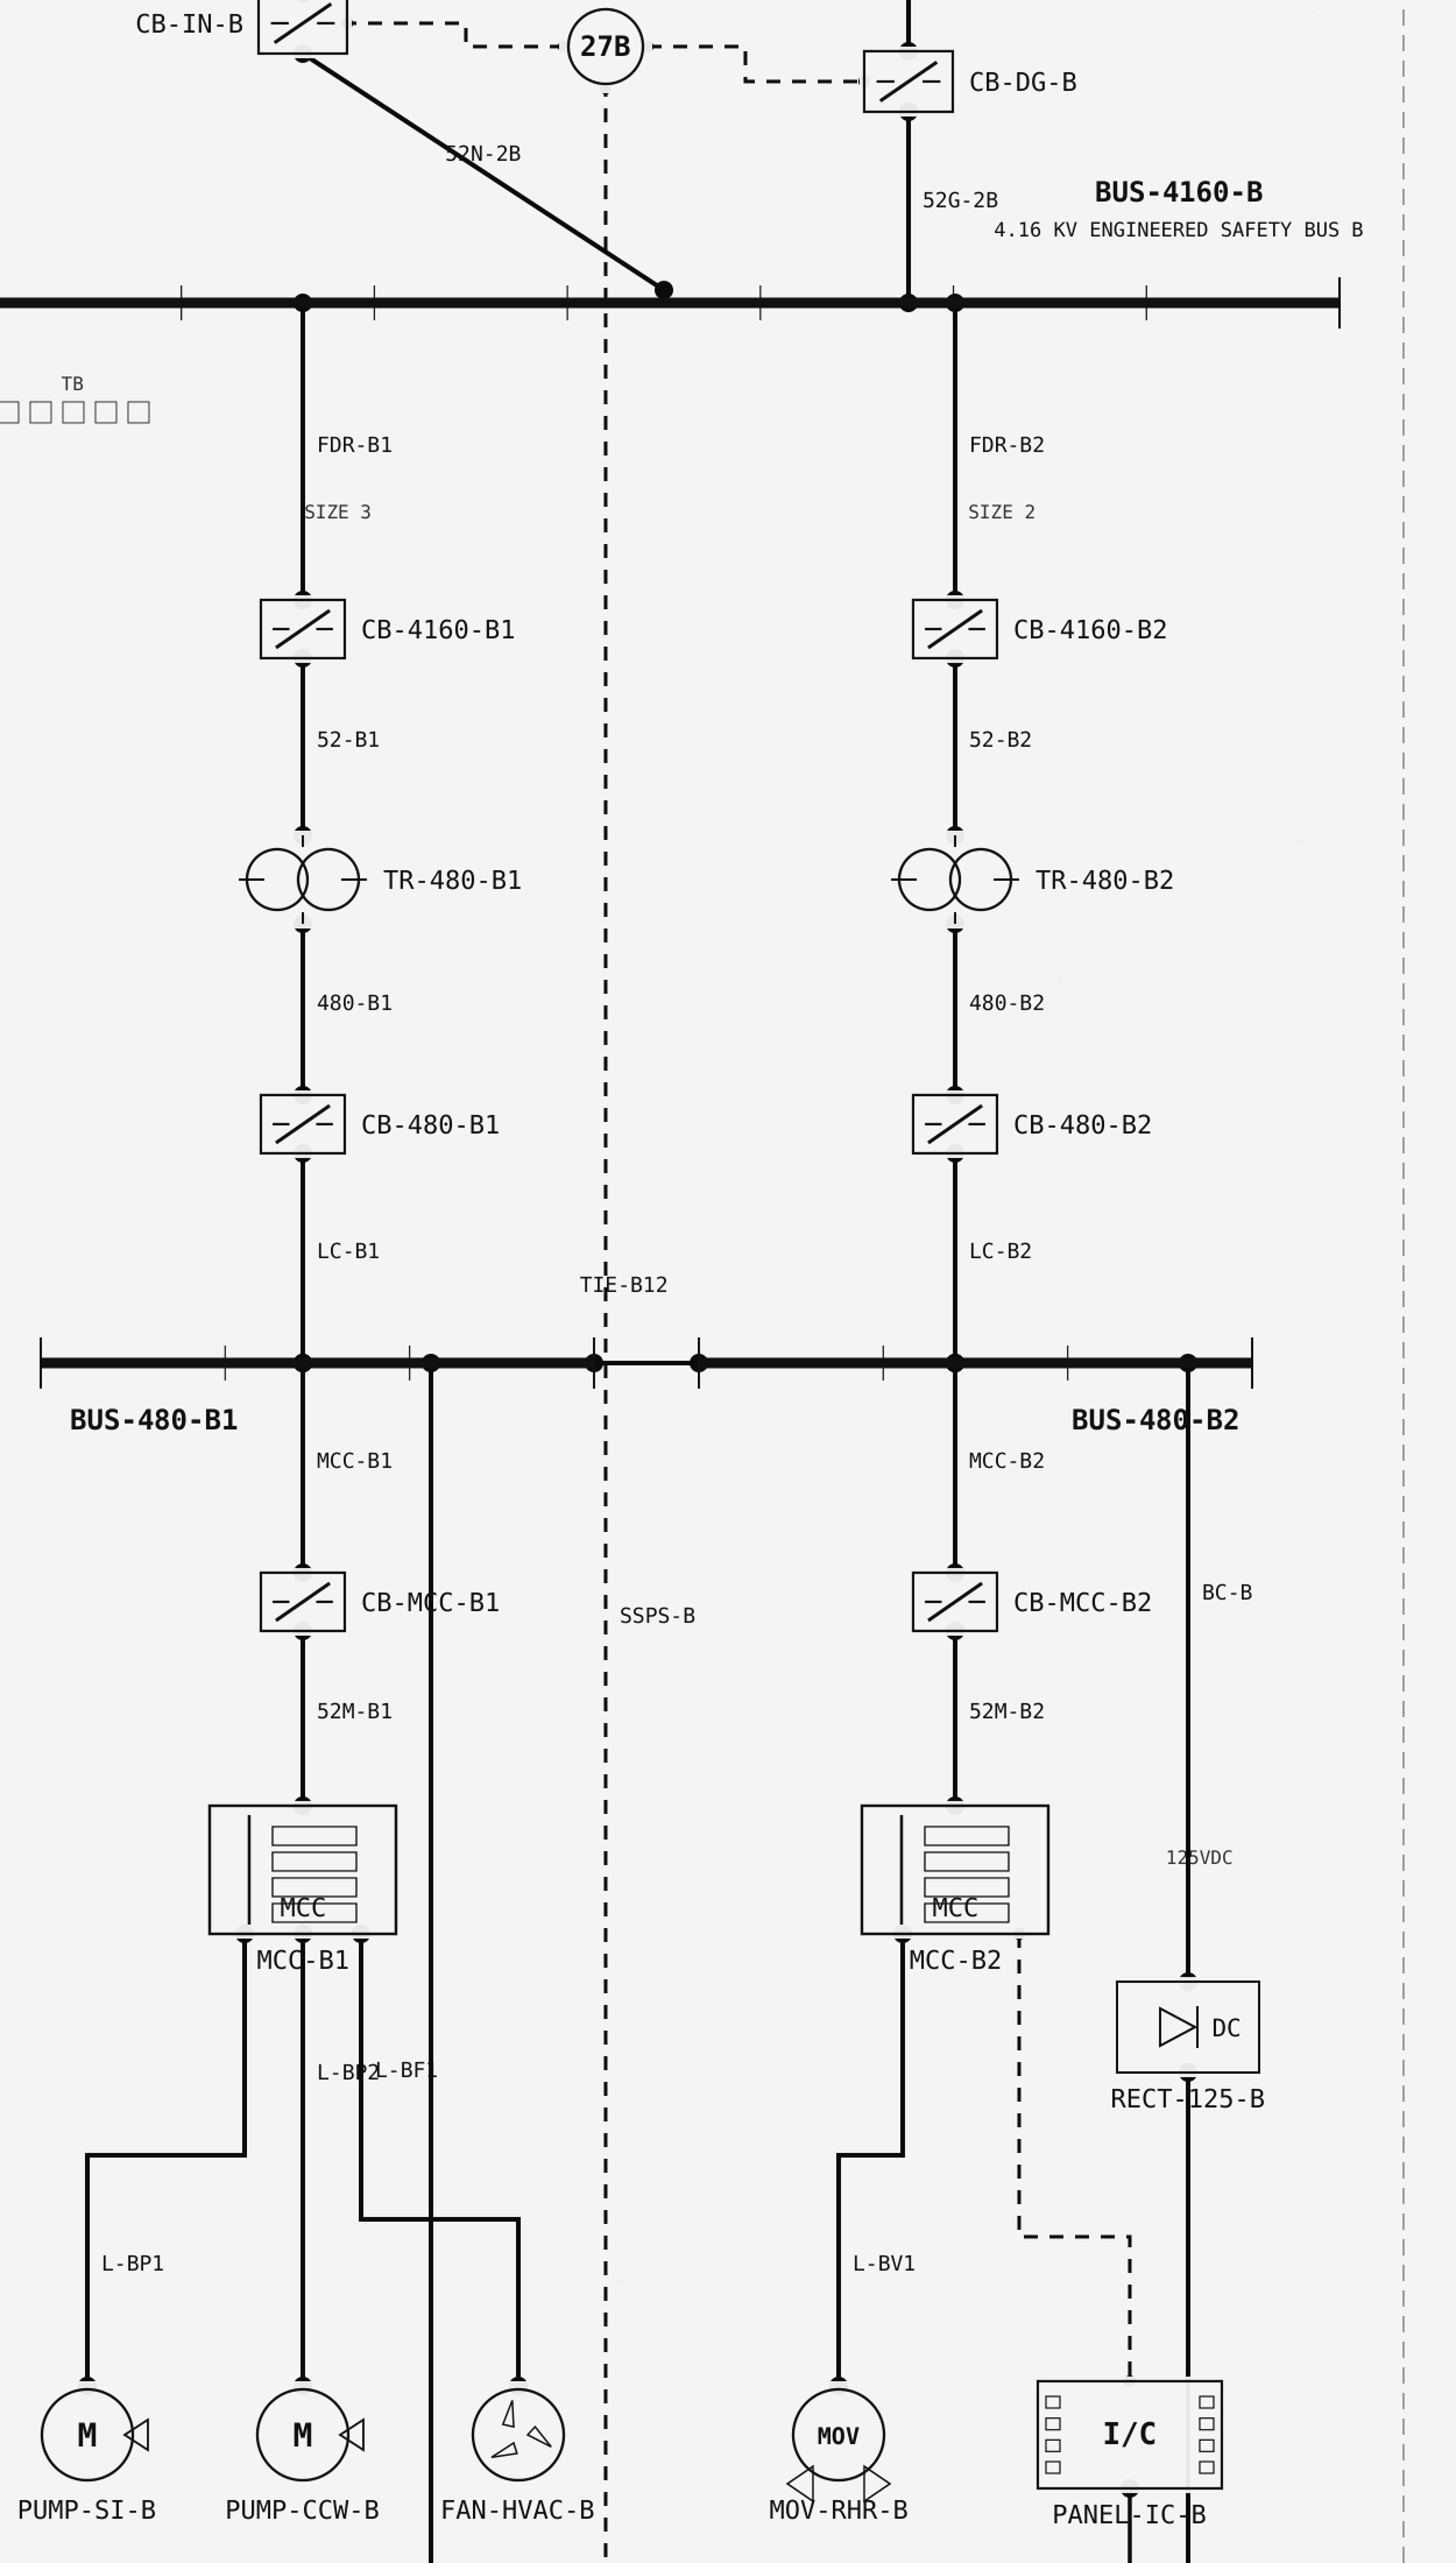 CB-IN-B
27B
CB-DG-B
52N-2B
52G-2B
BUS-4160-B
4.16 KV ENGINEERED SAFETY BUS B
TB
FDR-B1
FDR-B2
SIZE 3
SIZE 2
CB-4160-B1
CB-4160-B2
52-B1
52-B2
TR-480-B1
TR-480-B2
480-B1
480-B2
CB-480-B1
CB-480-B2
LC-B1
LC-B2
TIE-B12
BUS-480-B1
BUS-480-B2
MCC-B1
MCC-B2
BC-B
CB-MCC-B1
SSPS-B
CB-MCC-B2
52M-B1
52M-B2
125VDC
MCC
MCC
MCC-B1
MCC-B2
DC
L-BP2
L-BF1
RECT-125-B
L-BP1
L-BV1
M
M
MOV
I/C
PUMP-SI-B
PUMP-CCW-B
FAN-HVAC-B
MOV-RHR-B
PANEL-IC-B